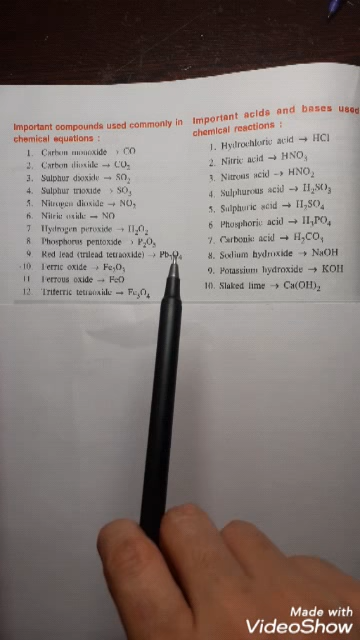 Important compounds used commonly in
chemical equations :
1. Carbon monoxide → CO
2. Carbon dioxide → CO₂
3. Sulphur dioxide → SO₂
4. Sulphur trioxide → SO₃
5. Nitrogen dioxide → NO₂
6. Nitric oxide → NO
7 Hydrogen peroxide → H₂O₂
8. Phosphorus pentoxide → P₂O₅
9 Red lead (trilead tetraoxide) → Pb₃O₄
10 Ferric oxide → Fe₂O₃
11 Ferrous oxide → FeO
12 Triferric tetraoxide → Fe₃O₄
Important acids and bases used
chemical reactions :
1. Hydrochloric acid → HCl
2. Nitric acid → HNO₃
3. Nitrous acid → HNO₂
4. Sulphurous acid → H₂SO₃
5. Sulphuric acid → H₂SO₄
6 Phosphoric acid → H₃PO₄
7. Carbonic acid → H₂CO₃
8. Sodium hydroxide → NaOH
9. Potassium hydroxide → KOH
10. Slaked lime → Ca(OH)₂
Made with
VideoShow